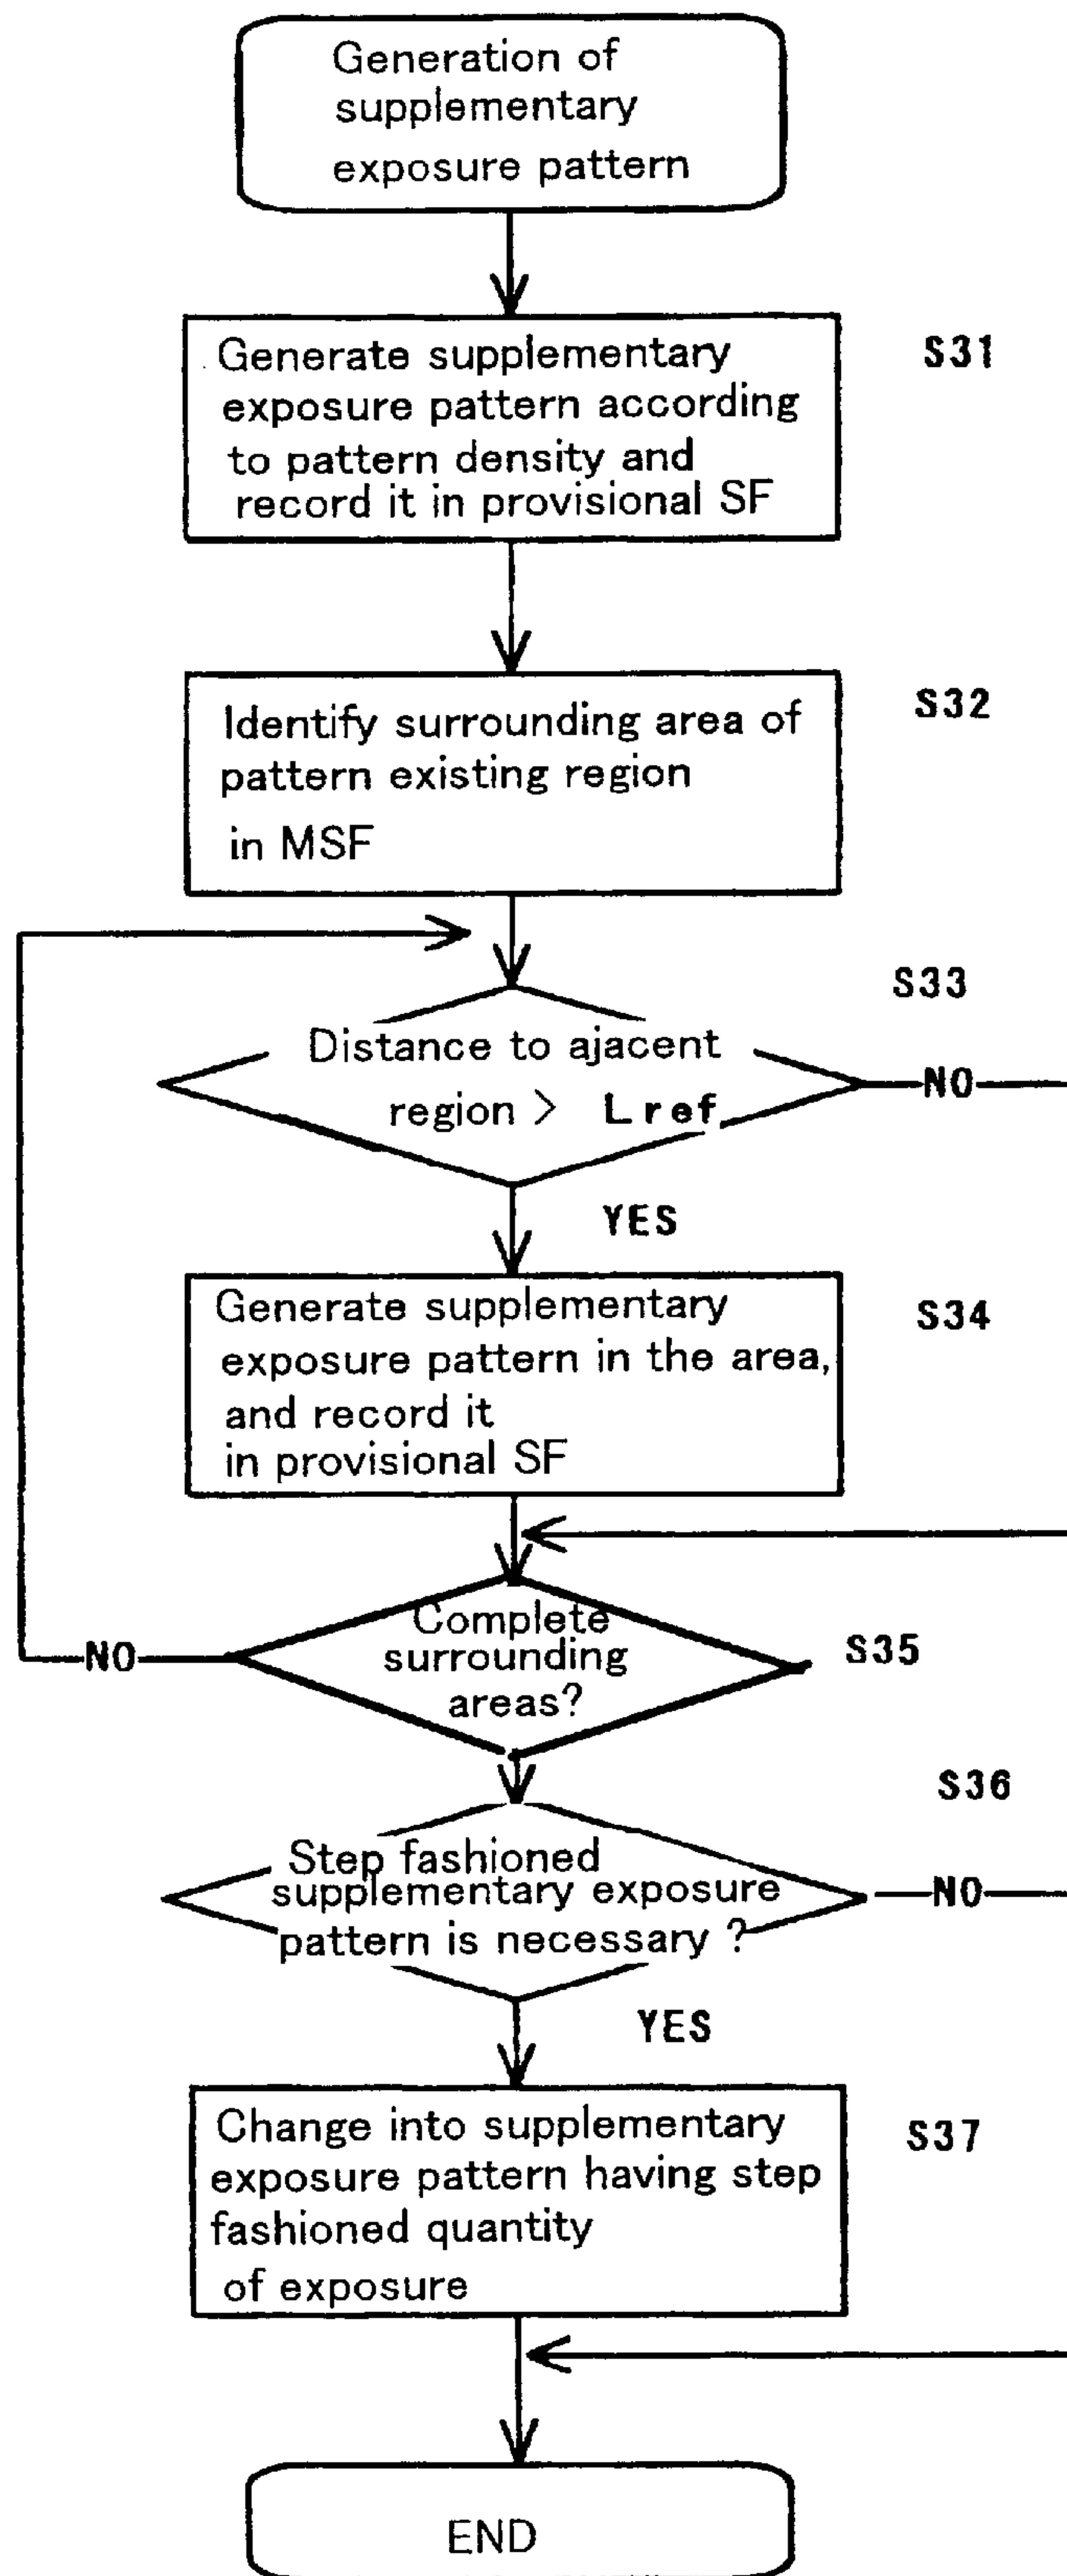 Generation of
supplementary
exposure pattern
Generate supplementary
exposure pattern according
to pattern density and
record it in provisional SF
S31
Identify surrounding area of
pattern existing region
in MSF
S32
S33
Distance to ajacent
region > Lref
NO
YES
Generate supplementary
exposure pattern in the area,
and record it
in provisional SF
S34
Complete
surrounding
areas?
S35
NO
S36
Step fashioned
supplementary exposure
pattern is necessary ?
NO
YES
Change into supplementary
exposure pattern having step
fashioned quantity
of exposure
S37
END